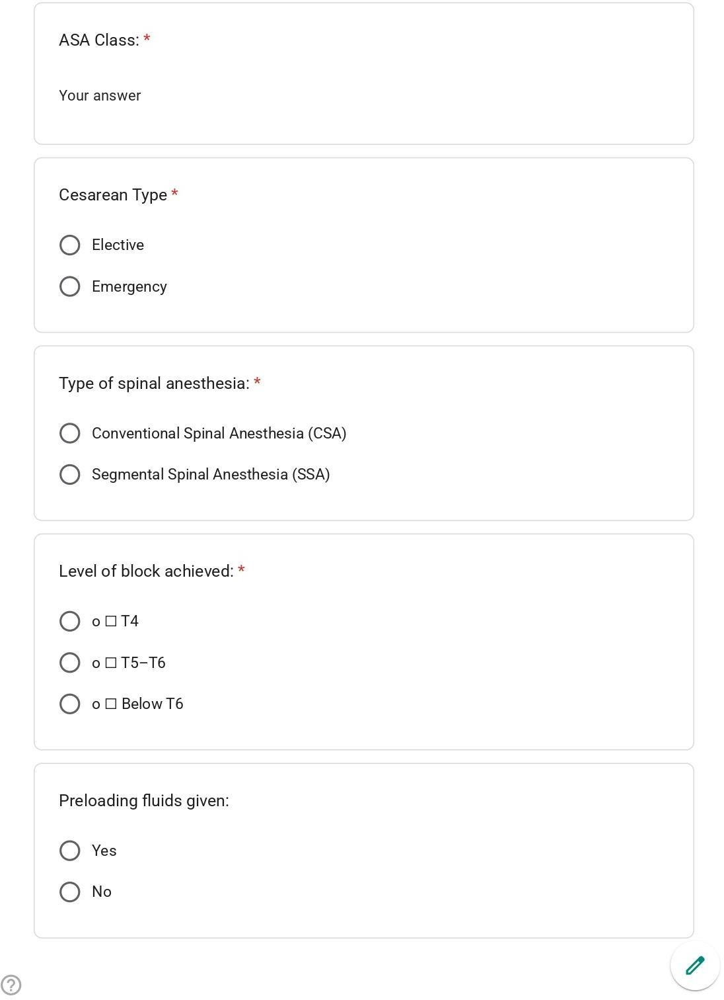 ASA Class: *
Your answer
Cesarean Type *
Elective
Emergency
Type of spinal anesthesia: *
Conventional Spinal Anesthesia (CSA)
Segmental Spinal Anesthesia (SSA)
Level of block achieved: *
o ☐ T4
o ☐ T5–T6
o ☐ Below T6
Preloading fluids given:
Yes
No